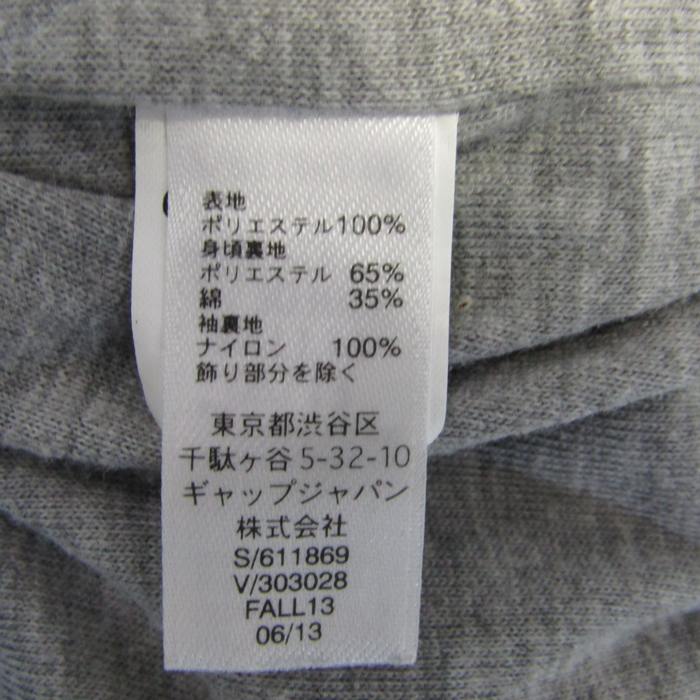 表地
ポリエステル100%
身頃裏地
ポリエステル 65%
綿 35%
袖裏地
ナイロン 100%
飾り部分を除く
東京都渋谷区
千駄ヶ谷 5-32-10
ギャップジャパン
株式会社
S/611869
V/303028
FALL13
06/13